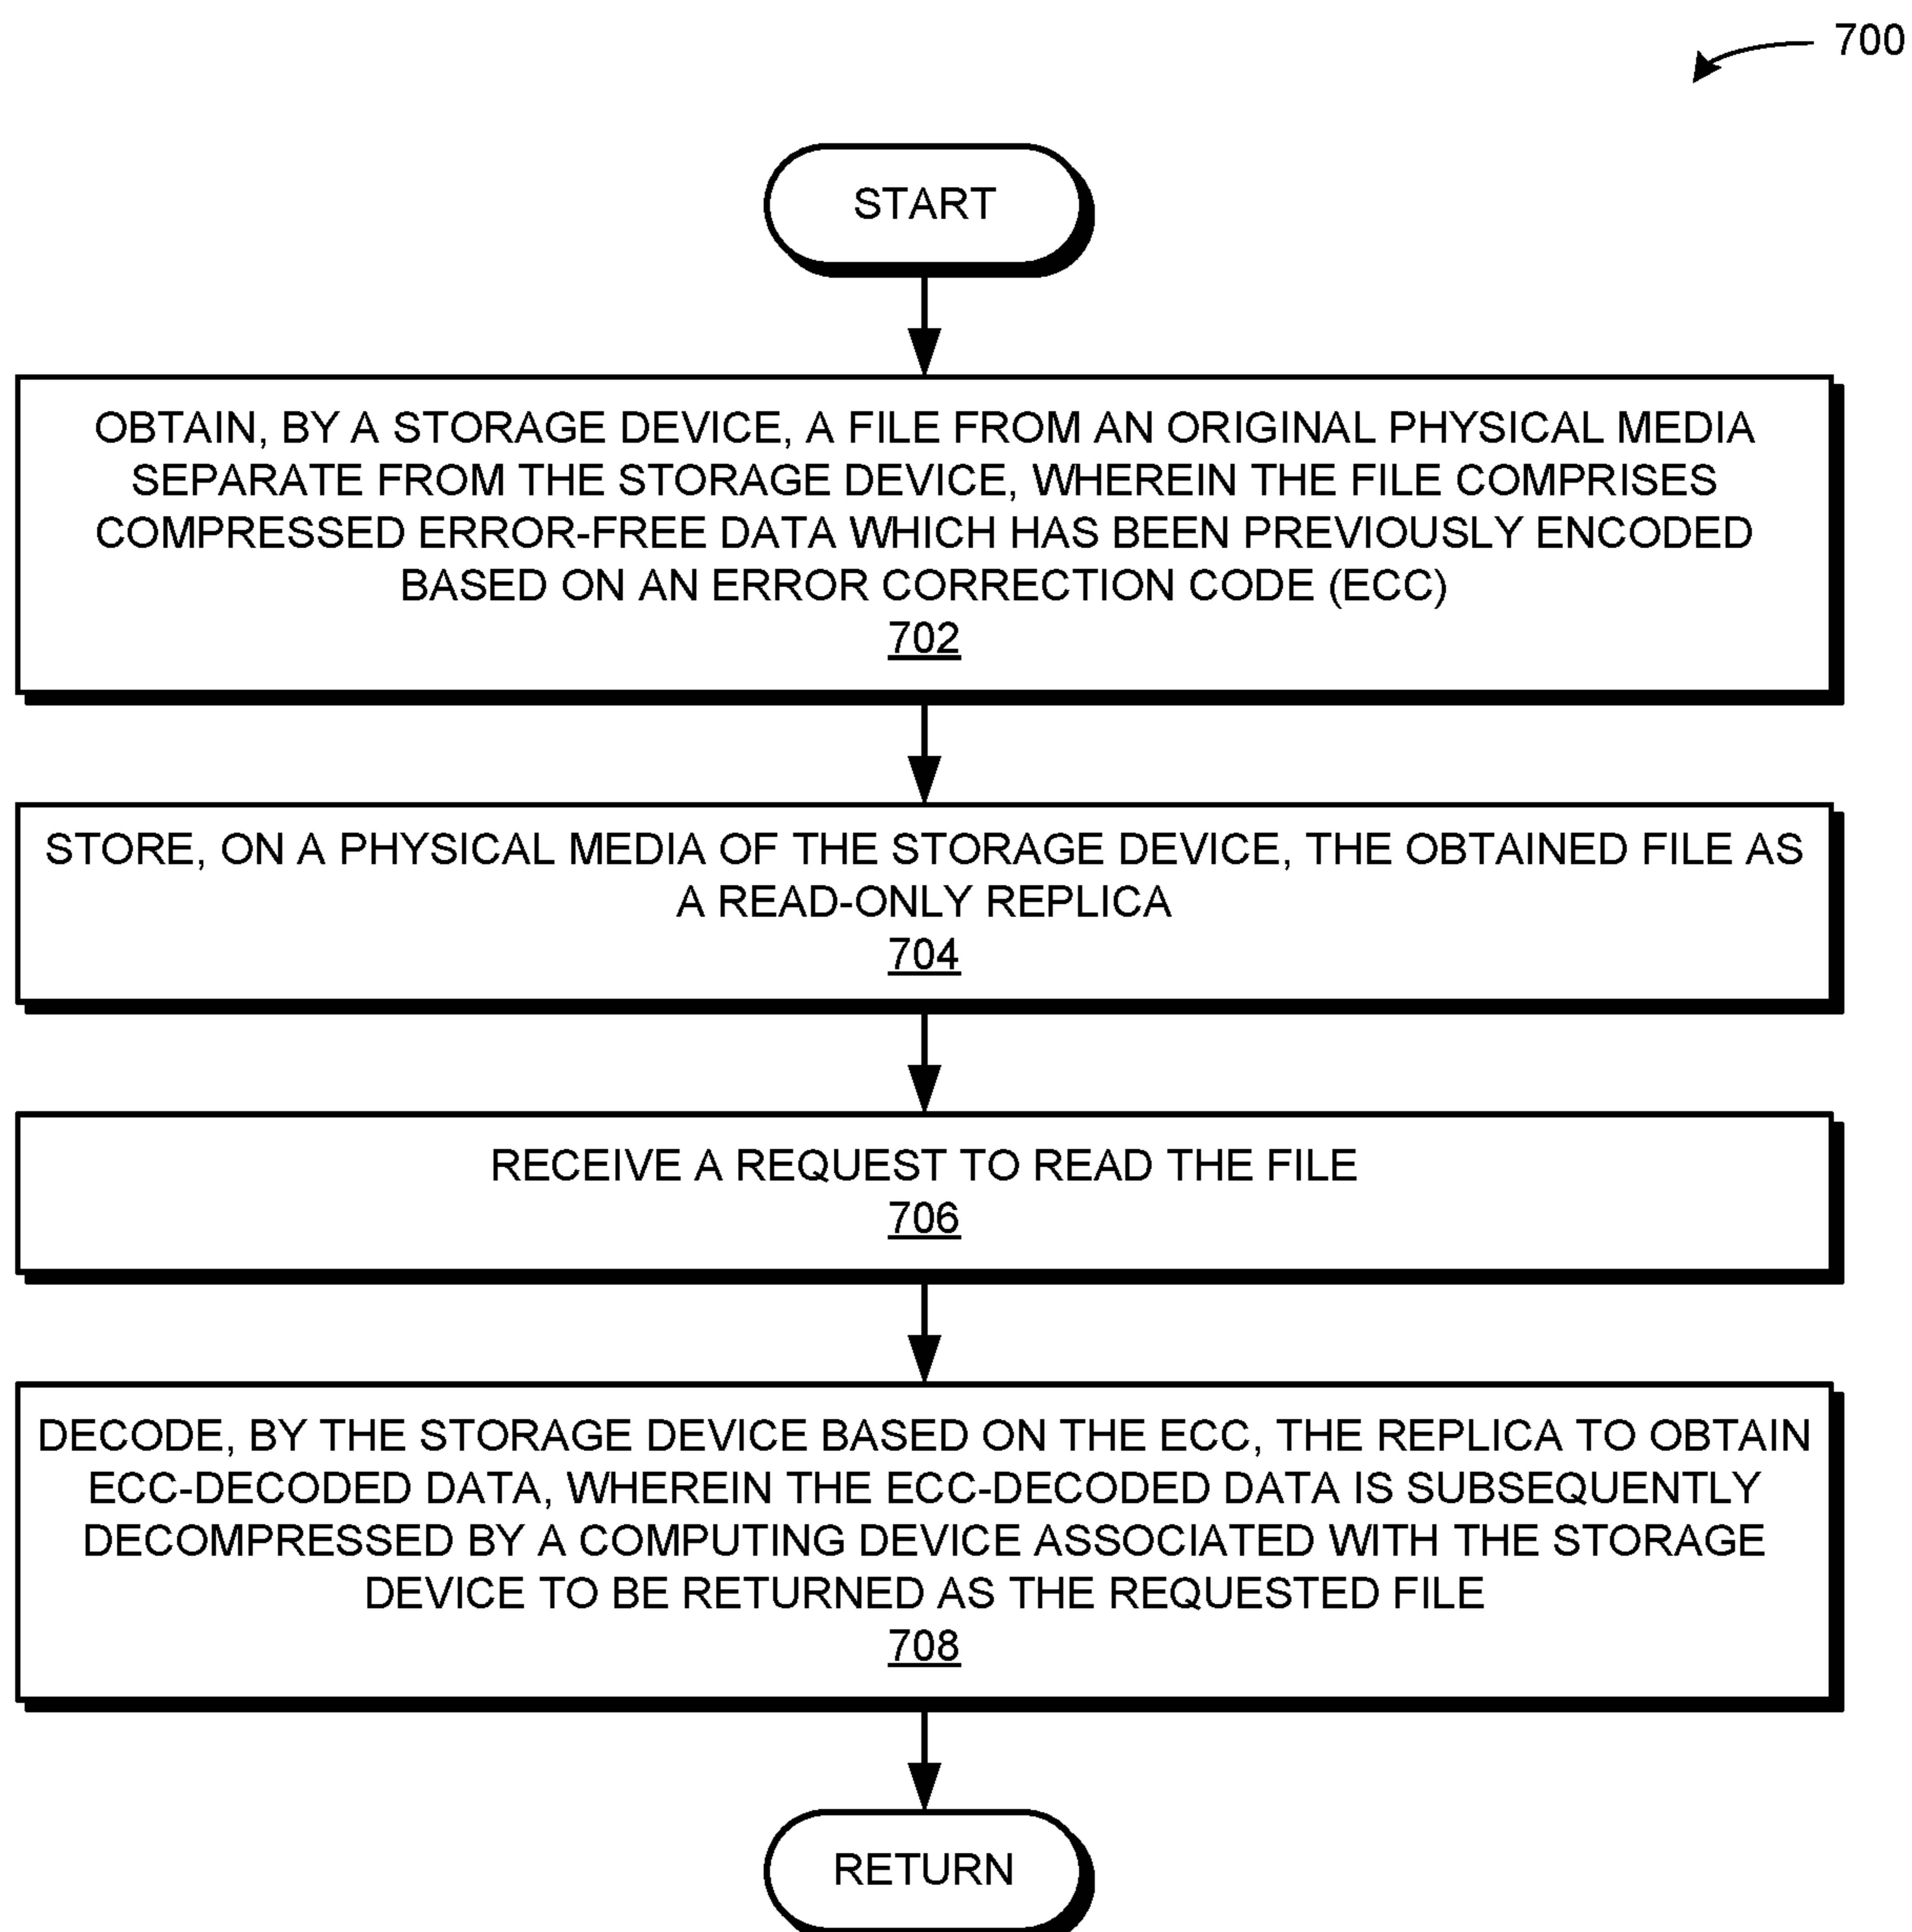 700
START
OBTAIN, BY A STORAGE DEVICE, A FILE FROM AN ORIGINAL PHYSICAL MEDIA
SEPARATE FROM THE STORAGE DEVICE, WHEREIN THE FILE COMPRISES
COMPRESSED ERROR-FREE DATA WHICH HAS BEEN PREVIOUSLY ENCODED
BASED ON AN ERROR CORRECTION CODE (ECC)
702
STORE, ON A PHYSICAL MEDIA OF THE STORAGE DEVICE, THE OBTAINED FILE AS
A READ-ONLY REPLICA
704
RECEIVE A REQUEST TO READ THE FILE
706
DECODE, BY THE STORAGE DEVICE BASED ON THE ECC, THE REPLICA TO OBTAIN
ECC-DECODED DATA, WHEREIN THE ECC-DECODED DATA IS SUBSEQUENTLY
DECOMPRESSED BY A COMPUTING DEVICE ASSOCIATED WITH THE STORAGE
DEVICE TO BE RETURNED AS THE REQUESTED FILE
708
RETURN